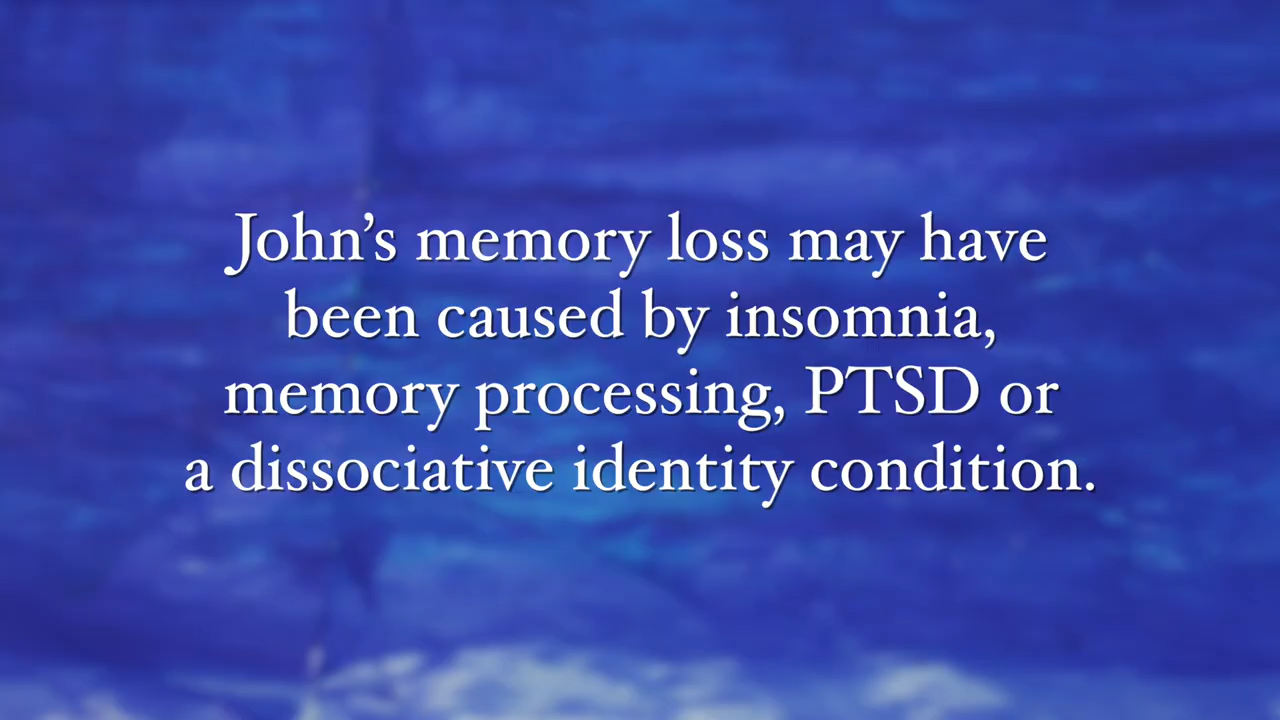 John’s memory loss may have
been caused by insomnia,
memory processing, PTSD or
a dissociative identity condition.